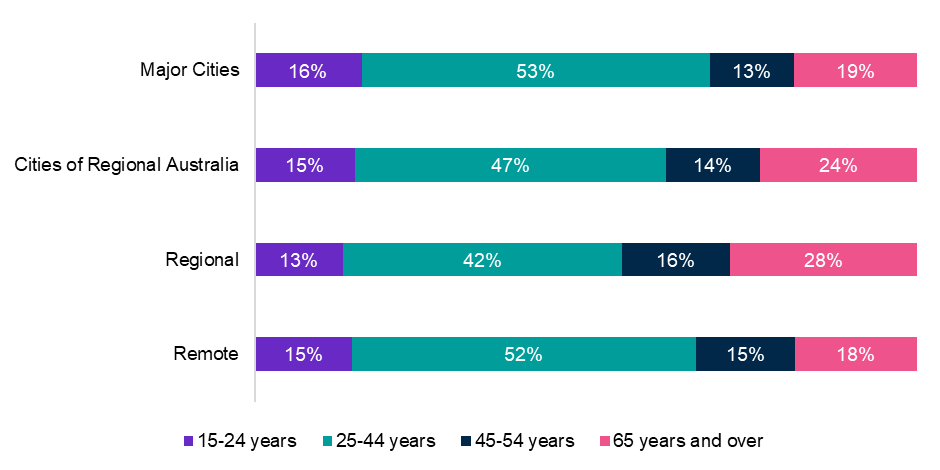 Major Cities 16% 53% 13% 19%
Cities of Regional Australia 15% 47% 14% 24%
Regional 13% 42% 16% 28%
Remote 15% 52% 15% 18%
15-24 years 25-44 years 45-54 years 65 years and over